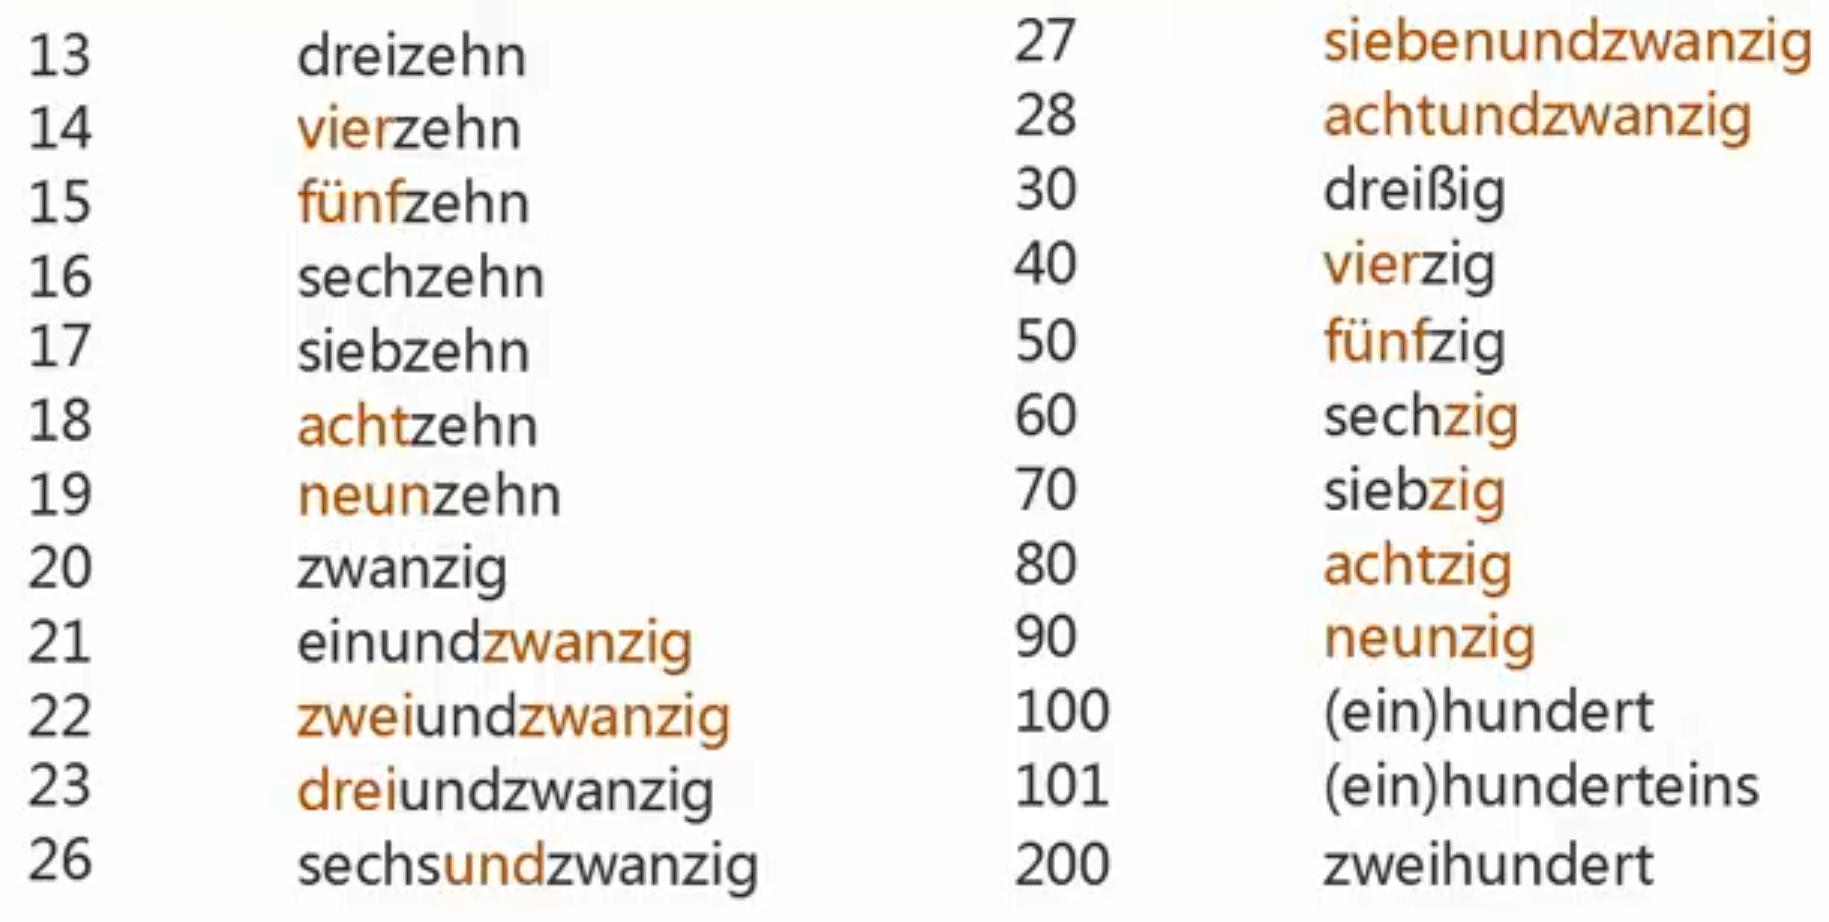 13 dreizehn
14 vierzehn
15 fünfzehn
16 sechzehn
17 siebzehn
18 achtzehn
19 neunzehn
20 zwanzig
21 einundzwanzig
22 zweiundzwanzig
23 dreiundzwanzig
26 sechsundzwanzig
27 siebenundzwanzig
28 achtundzwanzig
30 dreißig
40 vierzig
50 fünfzig
60 sechzig
70 siebzig
80 achtzig
90 neunzig
100 (ein)hundert
101 (ein)hunderteins
200 zweihundert